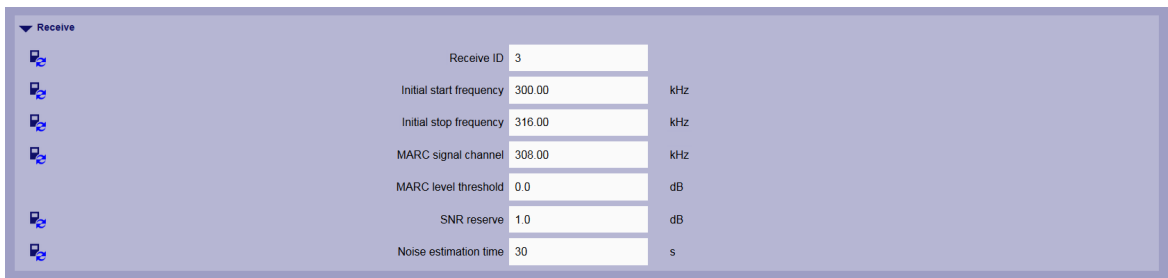 Receive
Receive ID 3
Initial start frequency 300.00 kHz
Initial stop frequency 316.00 kHz
MARC signal channel 308.00 kHz
MARC level threshold 0.0 dB
SNR reserve 1.0 dB
Noise estimation time 30 s